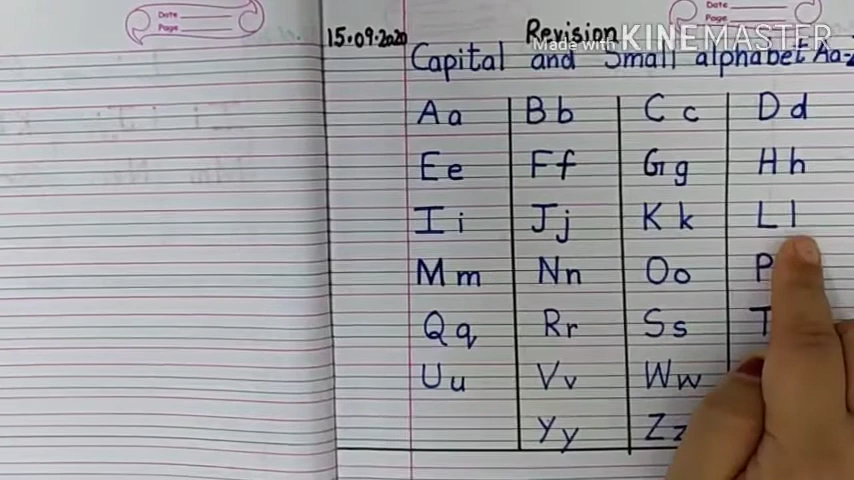 Date
Page
Date
Page
15.09.2020 Revision
Made with KINEMASTER
Capital and Small alphabet Aa-
Aa Bb Cc Dd
Ee Ff Gg Hh
Ii Jj Kk Ll
Mm Nn Oo P
Qq Rr Ss T
Uu Vv Ww
Yy Zz